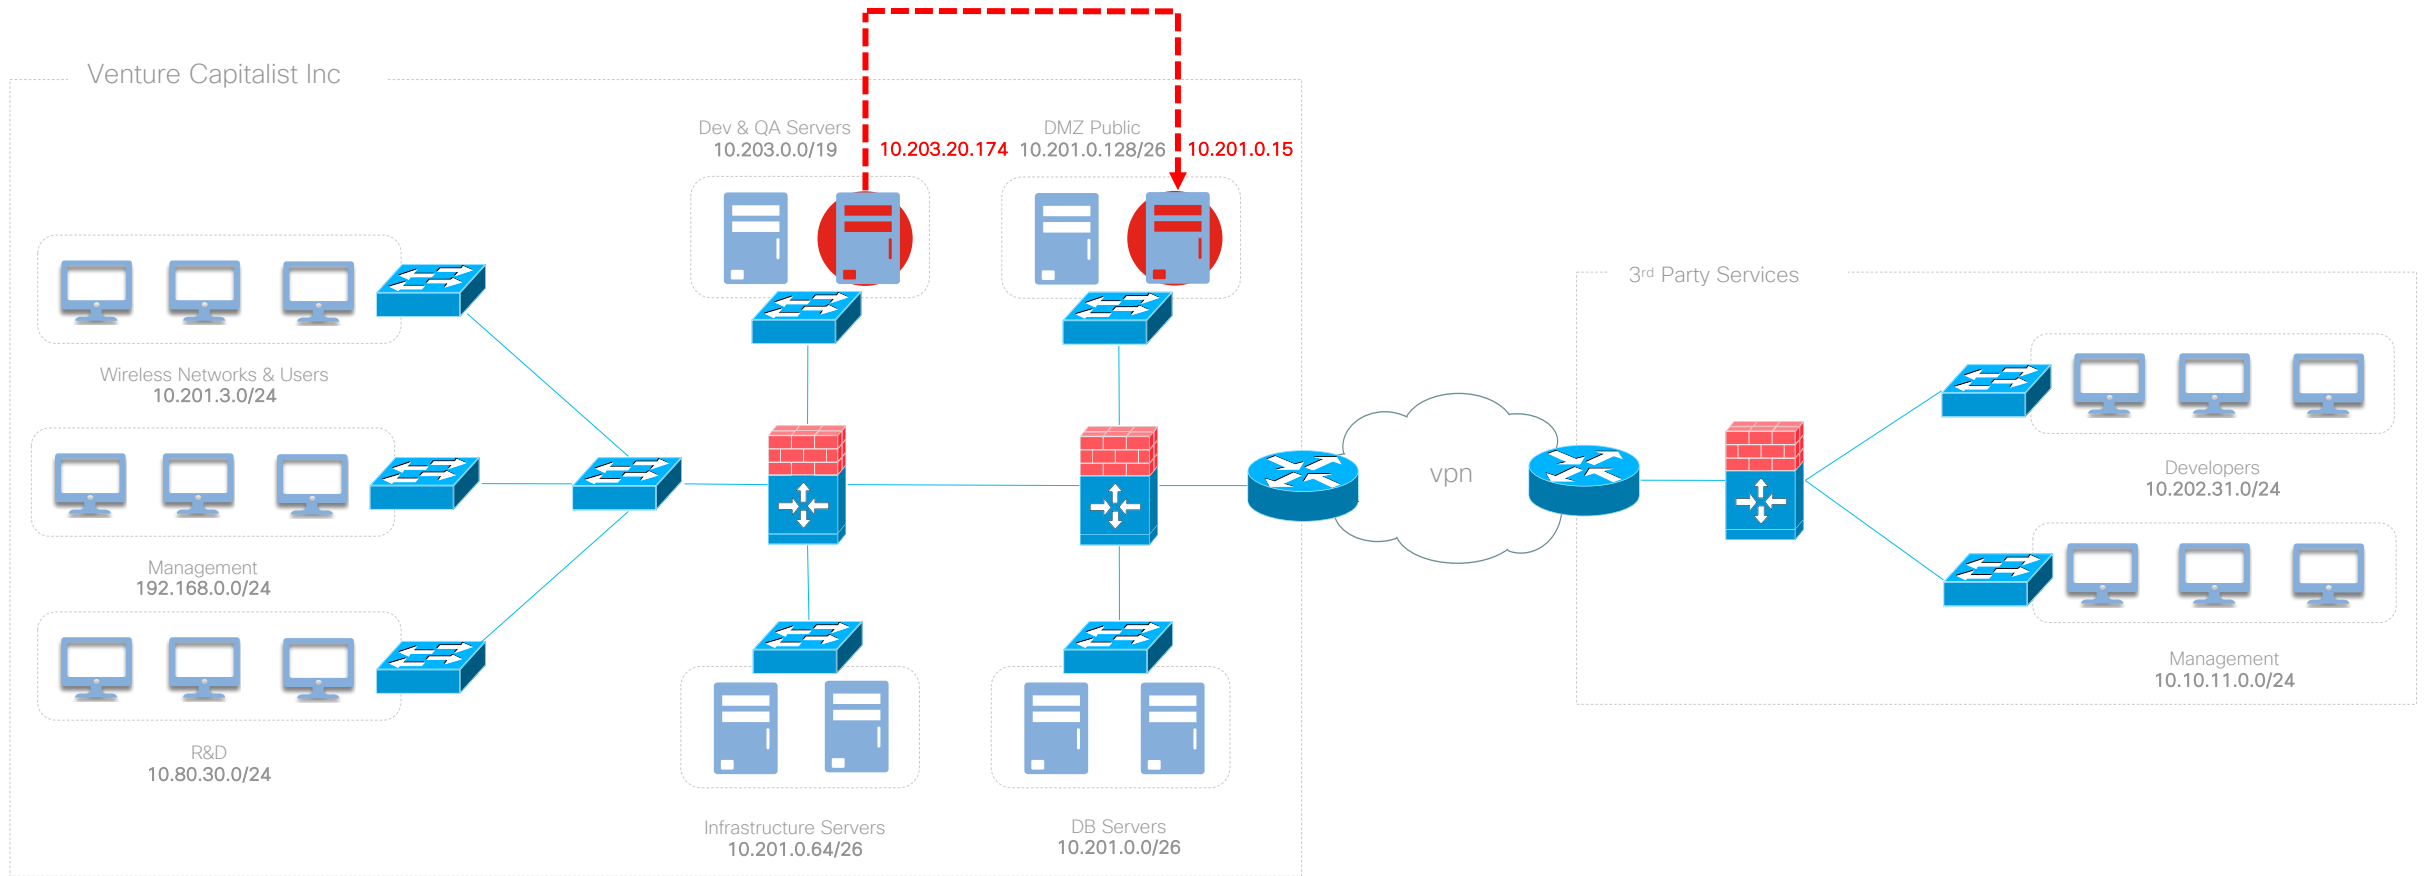 Venture Capitalist Inc
Dev & QA Servers
10.203.0.0/19
10.203.20.174
DMZ Public
10.201.0.128/26
10.201.0.15
Wireless Networks & Users
10.201.3.0/24
Management
192.168.0.0/24
R&D
10.80.30.0/24
Infrastructure Servers
10.201.0.64/26
DB Servers
10.201.0.0/26
vpn
3rd Party Services
Developers
10.202.31.0/24
Management
10.10.11.0.0/24